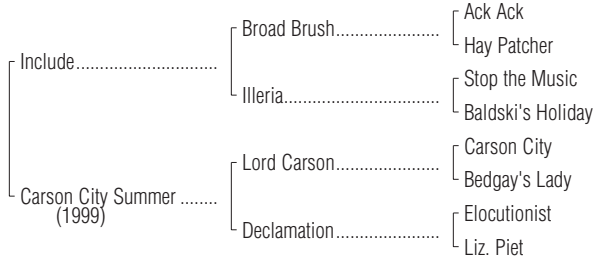 Ack Ack
Broad Brush......................
Hay Patcher
Include..............................
Stop the Music
Illeria.................................
Baldski's Holiday
Carson City
Lord Carson......................
Bedgay's Lady
Carson City Summer ........
(1999)
Elocutionist
Declamation......................
Liz. Piet